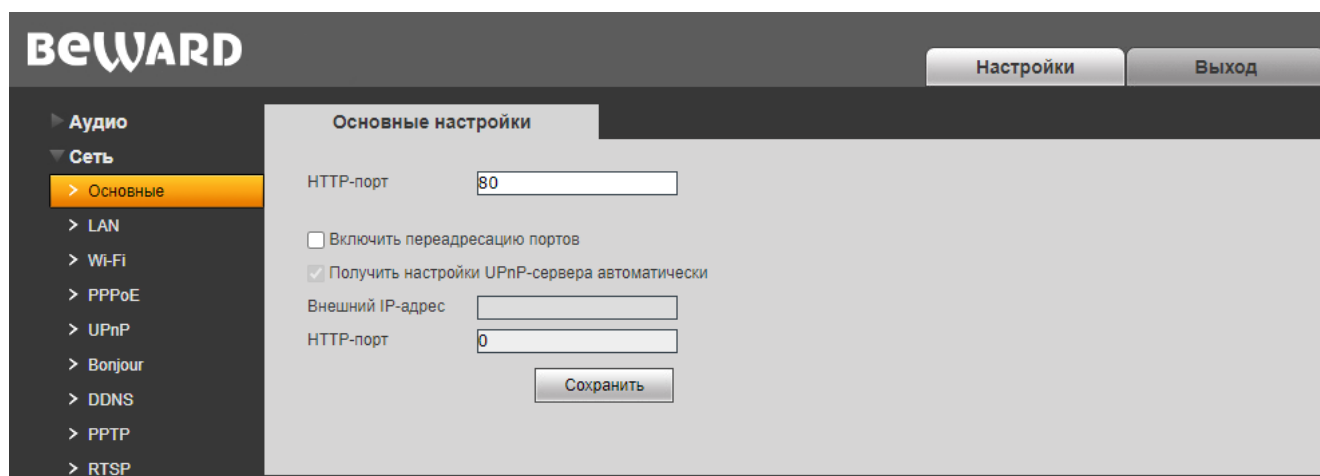 BEWARD
Настройки
Выход
Аудио
Сеть
Основные
LAN
Wi-Fi
PPPoE
UPnP
Bonjour
DDNS
PPTP
RTSP
Основные настройки
HTTP-порт 80
Включить переадресацию портов
Получить настройки UPnP-сервера автоматически
Внешний IP-адрес
HTTP-порт 0
Сохранить